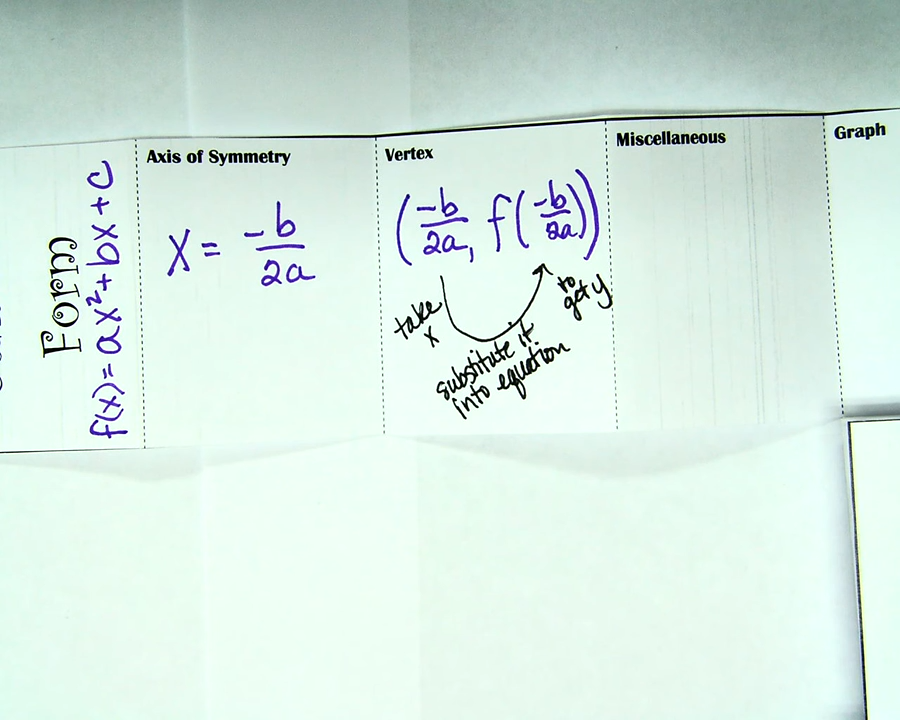 Form
f(x) = ax² + bx + c
Axis of Symmetry
x = -b/2a
Vertex
(-b/2a, f(-b/2a))
take
x
substitute it
into equation
to
get y
Miscellaneous
Graph